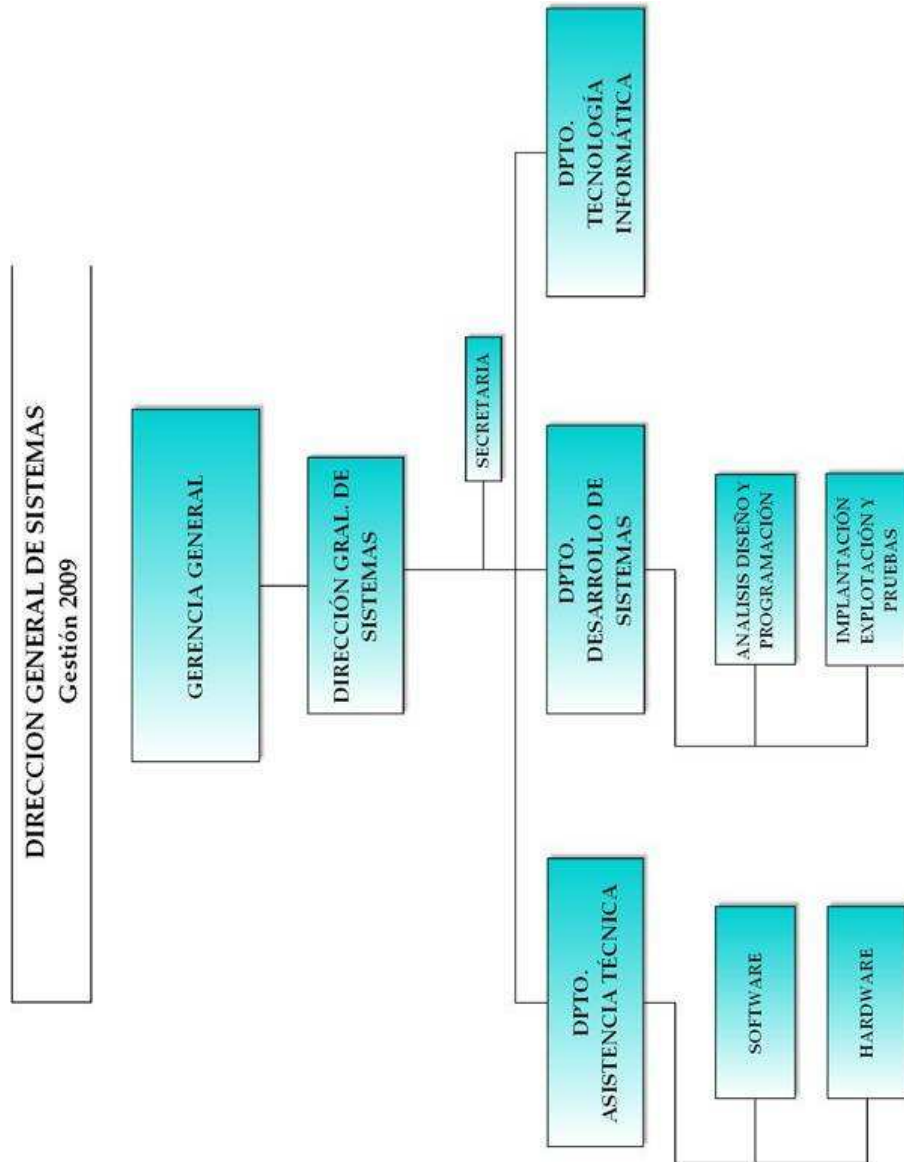 DIRECCION GENERAL DE SISTEMAS
Gestión 2009
GERENCIA GENERAL
DIRECCIÓN GRAL. DE
SISTEMAS
SECRETARIA
DPTO.
ASISTENCIA TÉCNICA
DPTO.
DESARROLLO DE
SISTEMAS
DPTO.
TECNOLOGÍA
INFORMÁTICA
SOFTWARE
HARDWARE
ANALISIS DISEÑO Y
PROGRAMACIÓN
IMPLANTACIÓN
EXPLOTACIÓN Y
PRUEBAS